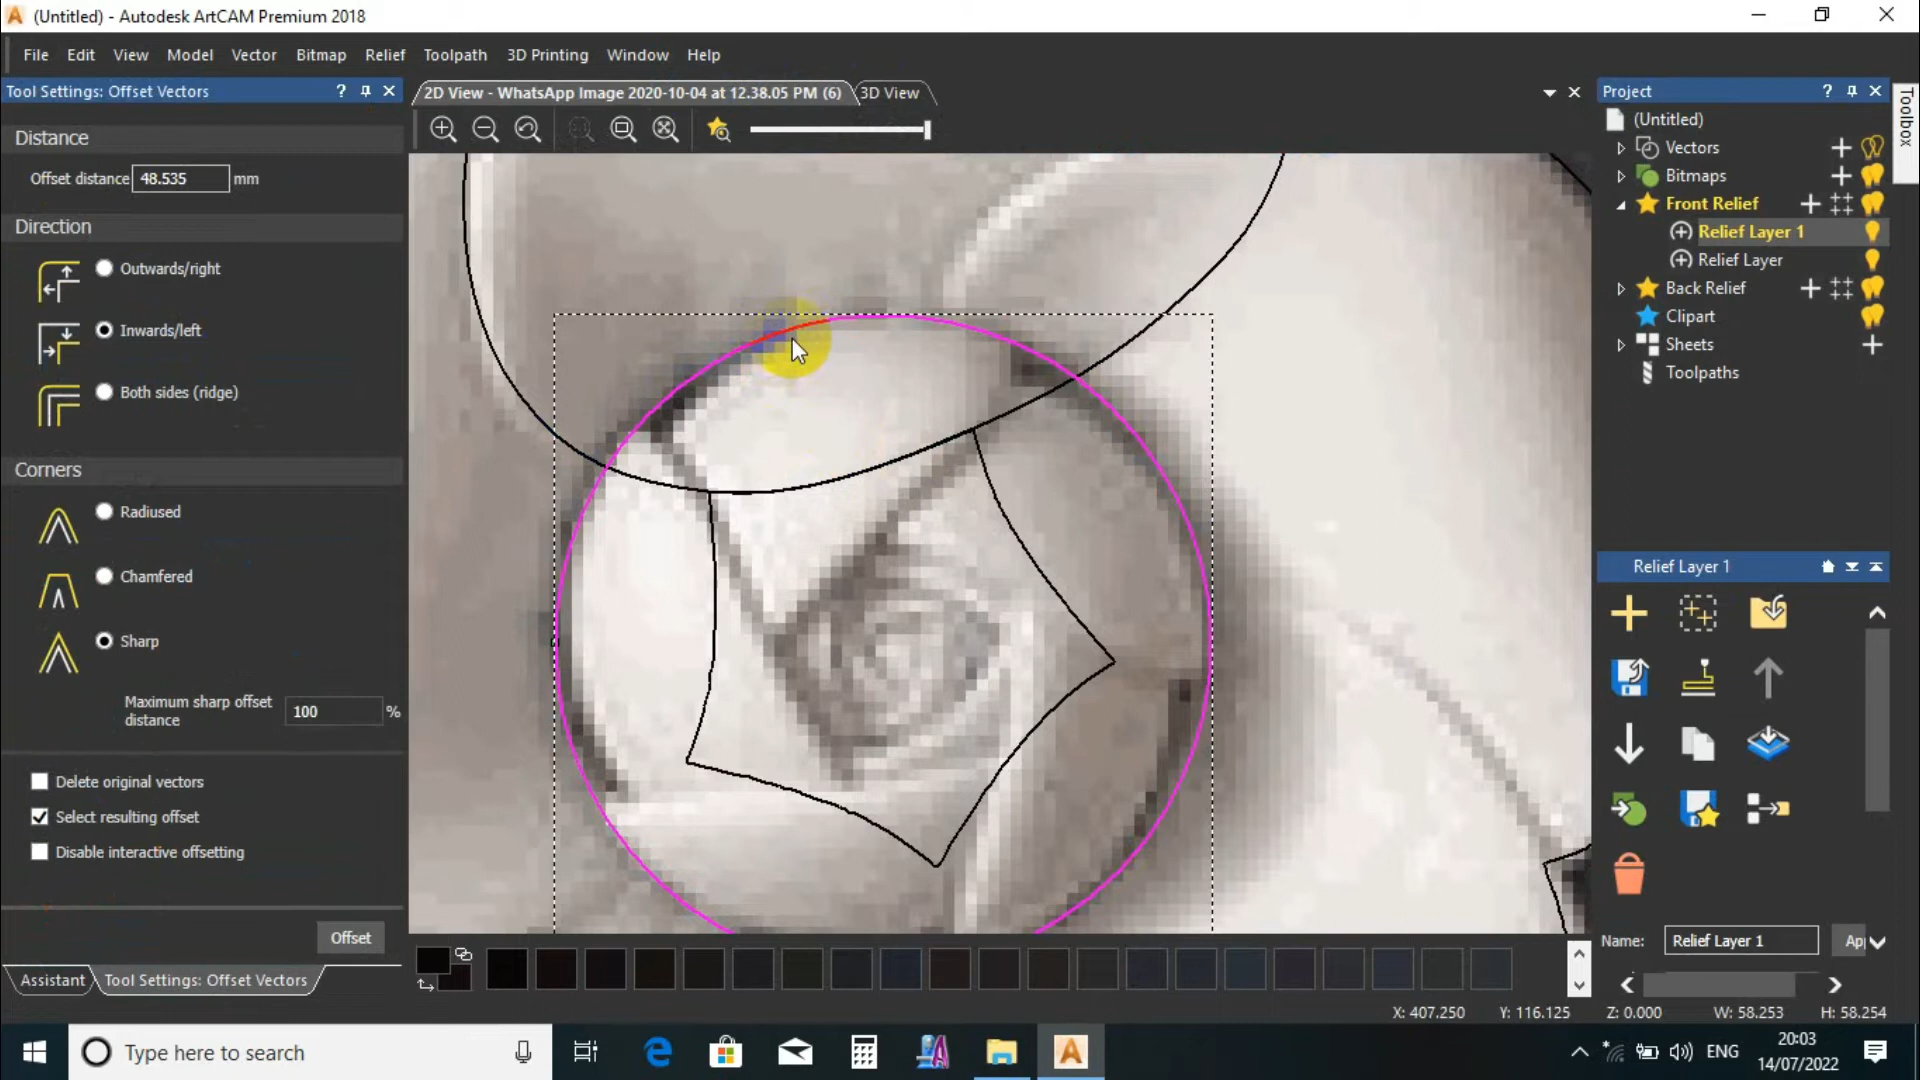 (Untitled) - Autodesk ArtCAM Premium 2018
File Edit View Model Vector Bitmap Relief Toolpath 3D Printing Window Help
Tool Settings: Offset Vectors
Distance
Offset distance 48.535 mm
Direction
Outwards/right
Inwards/left
Both sides (ridge)
Corners
Radiused
Chamfered
Sharp
Maximum sharp offset
distance
100 %
Delete original vectors
Select resulting offset
Disable interactive offsetting
Offset
Assistant
Tool Settings: Offset Vectors
2D View - WhatsApp Image 2020-10-04 at 12.38.05 PM (6)
3D View
Project
(Untitled)
Vectors
Bitmaps
Front Relief
Relief Layer 1
Relief Layer
Back Relief
Clipart
Sheets
Toolpaths
Toolbox
Relief Layer 1
Name: Relief Layer 1 Ap
X: 407.250 Y: 116.125 Z: 0.000 W: 58.253 H: 58.254
Type here to search
ENG
20:03
14/07/2022